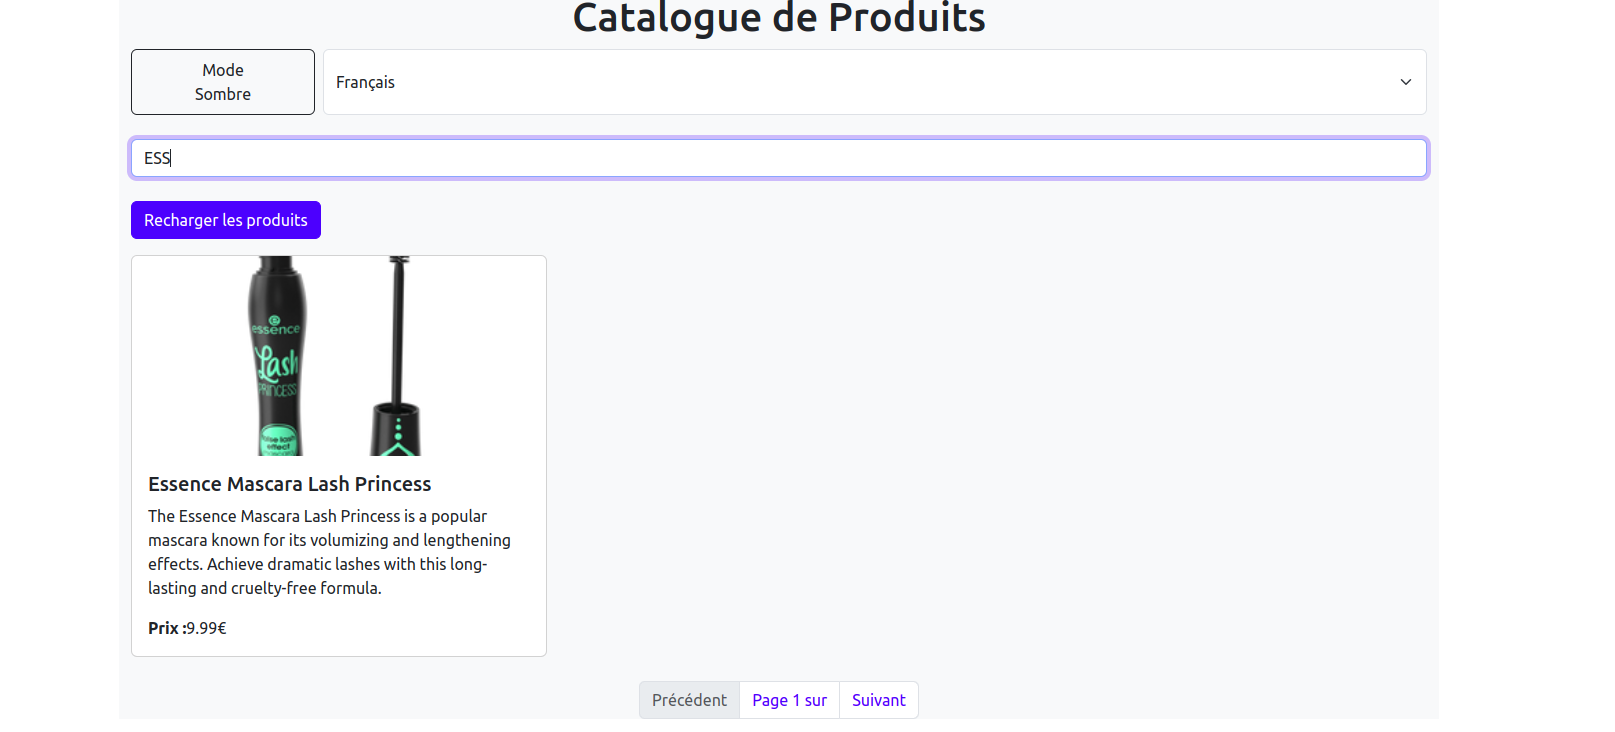 Catalogue de Produits
Mode
Sombre
Français
ESS
Recharger les produits
essence
Lash
PRINCESS
false lash
effect
Essence Mascara Lash Princess
The Essence Mascara Lash Princess is a popular
mascara known for its volumizing and lengthening
effects. Achieve dramatic lashes with this long-
lasting and cruelty-free formula.
Prix :9.99€
Précédent
Page 1 sur
Suivant